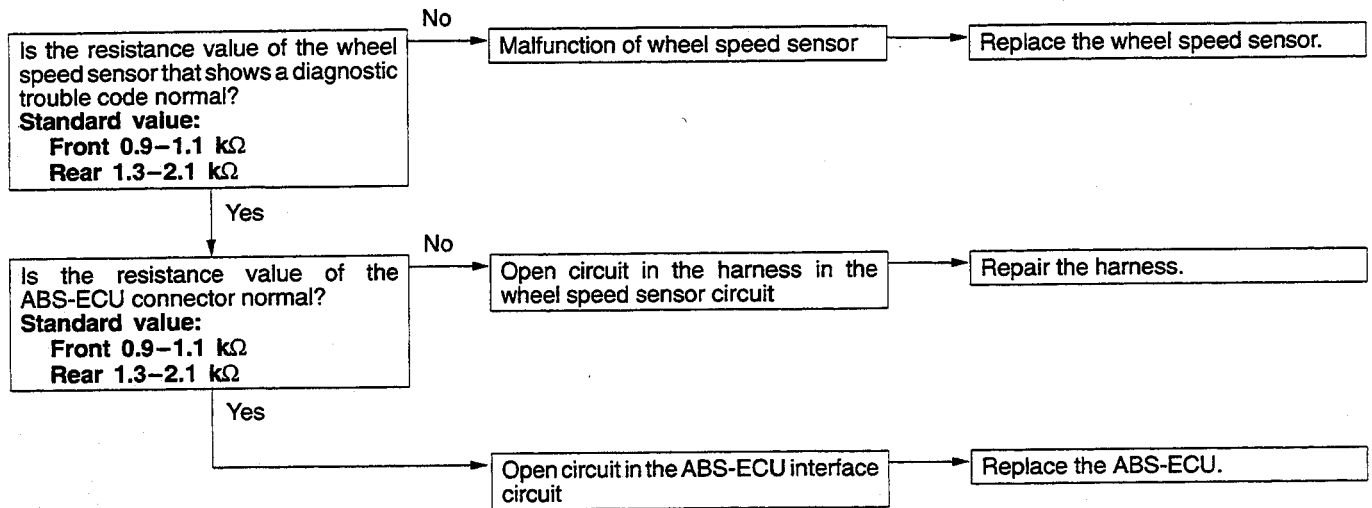 No
Is the resistance value of the wheel
speed sensor that shows a diagnostic
trouble code normal?
Standard value:
Front 0.9–1.1 kΩ
Rear 1.3–2.1 kΩ
Malfunction of wheel speed sensor
Replace the wheel speed sensor.
Yes
No
Is the resistance value of the
ABS-ECU connector normal?
Standard value:
Front 0.9–1.1 kΩ
Rear 1.3–2.1 kΩ
Open circuit in the harness in the
wheel speed sensor circuit
Repair the harness.
Yes
Open circuit in the ABS-ECU interface
circuit
Replace the ABS-ECU.